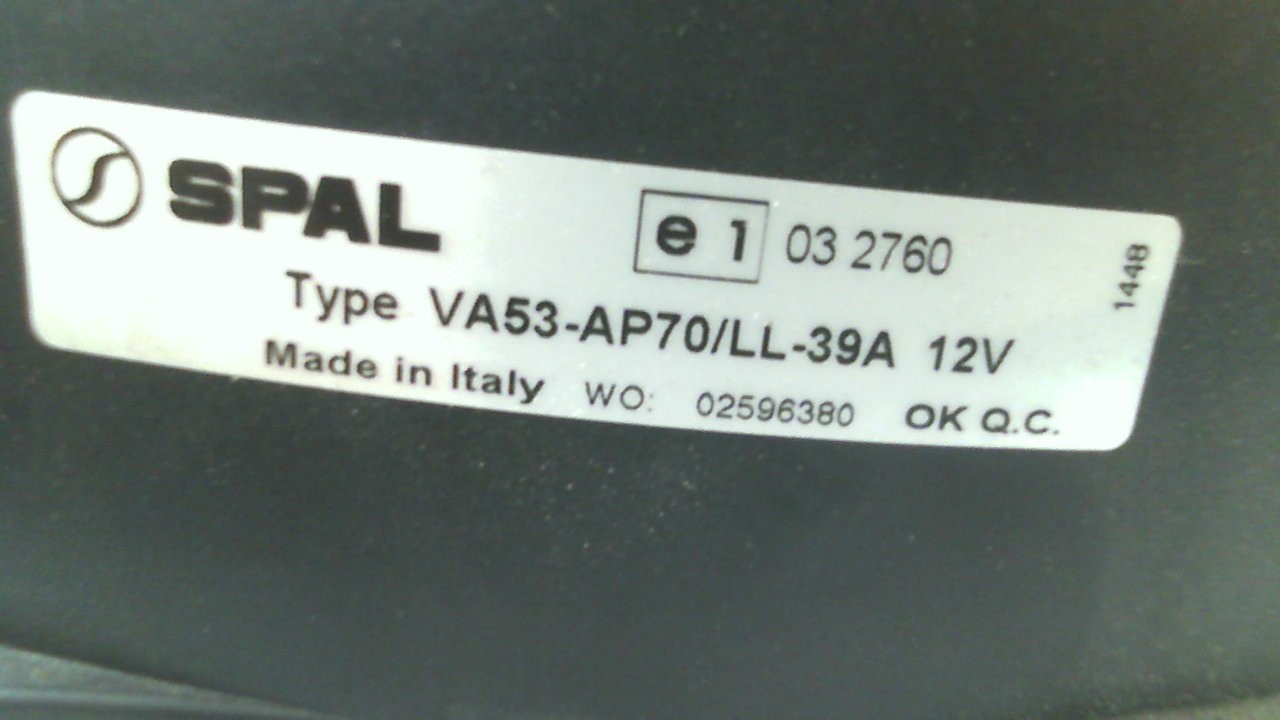 SPAL
e 1 03 2760
1448
Type VA53-AP70/LL-39A 12V
Made in Italy WO: 02596380 OK Q.C.